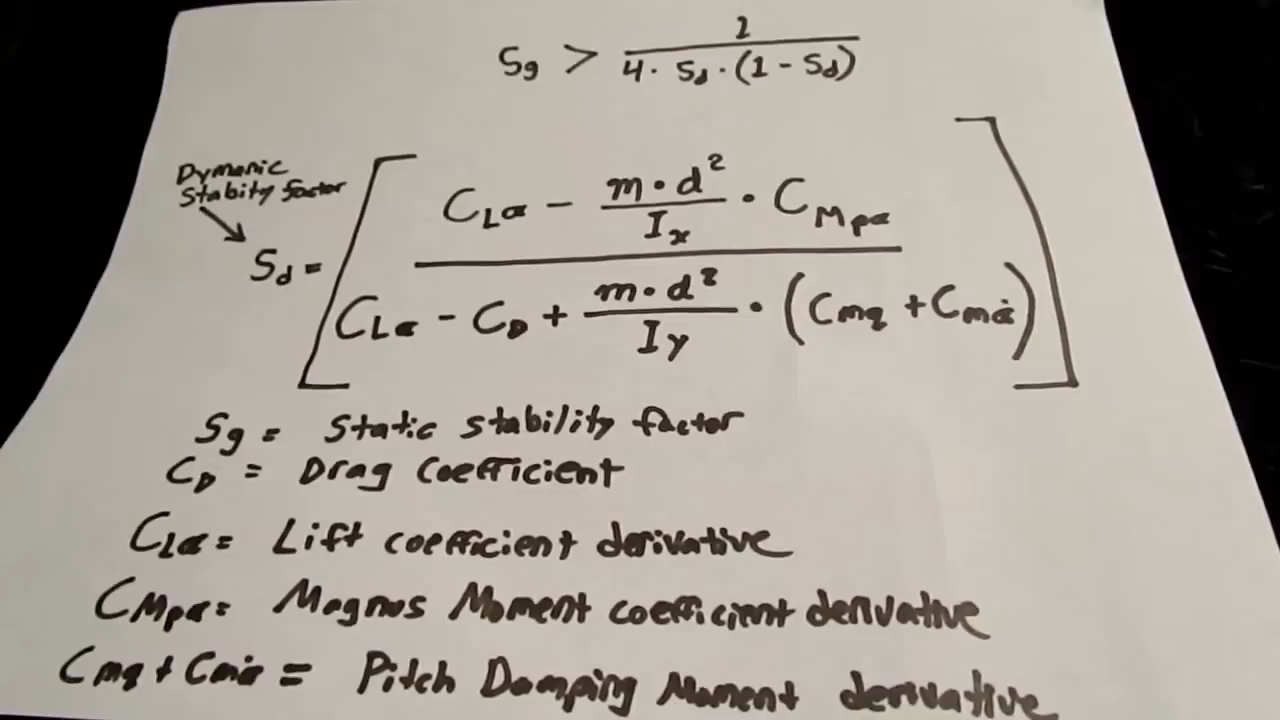 Sg > 1 / (4 · Sd · (1 - Sd))
Dymanic
Stabity factor
Sd = [ (CLα - (m · d² / Ix) · CMpα) / (CLα - CD + (m · d² / Iy) · (Cmq + Cmα̇)) ]
Sg = Static stability factor
CD = Drag Coefficient
CLα = Lift coefficient derivative
CMpα = Magnus Moment coefficient derivative
Cmq + Cmα̇ = Pitch Damping Moment derivative